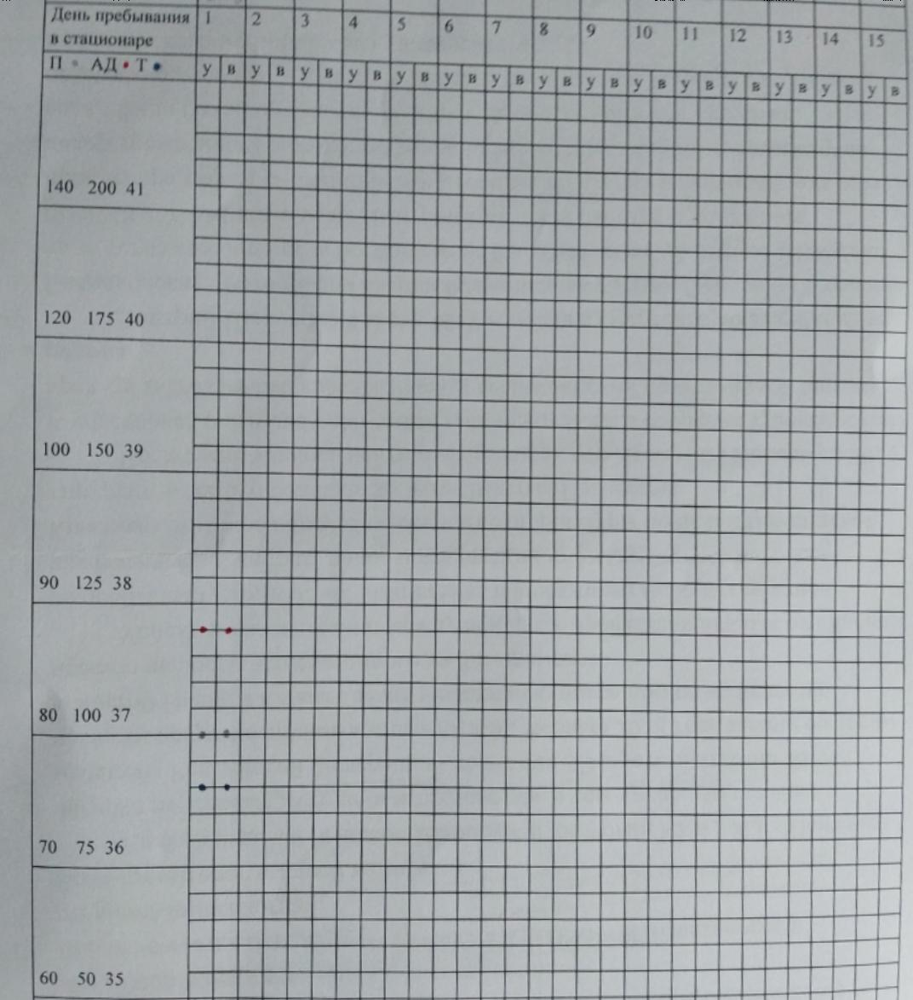 День пребывания
в стационаре
1 2 3 4 5 6 7 8 9 10 11 12 13 14 15
П • АД • Т •
у в у в у в у в у в у в у в у в у в у в у в у в у в у в у в
140 200 41
120 175 40
100 150 39
90 125 38
80 100 37
70 75 36
60 50 35